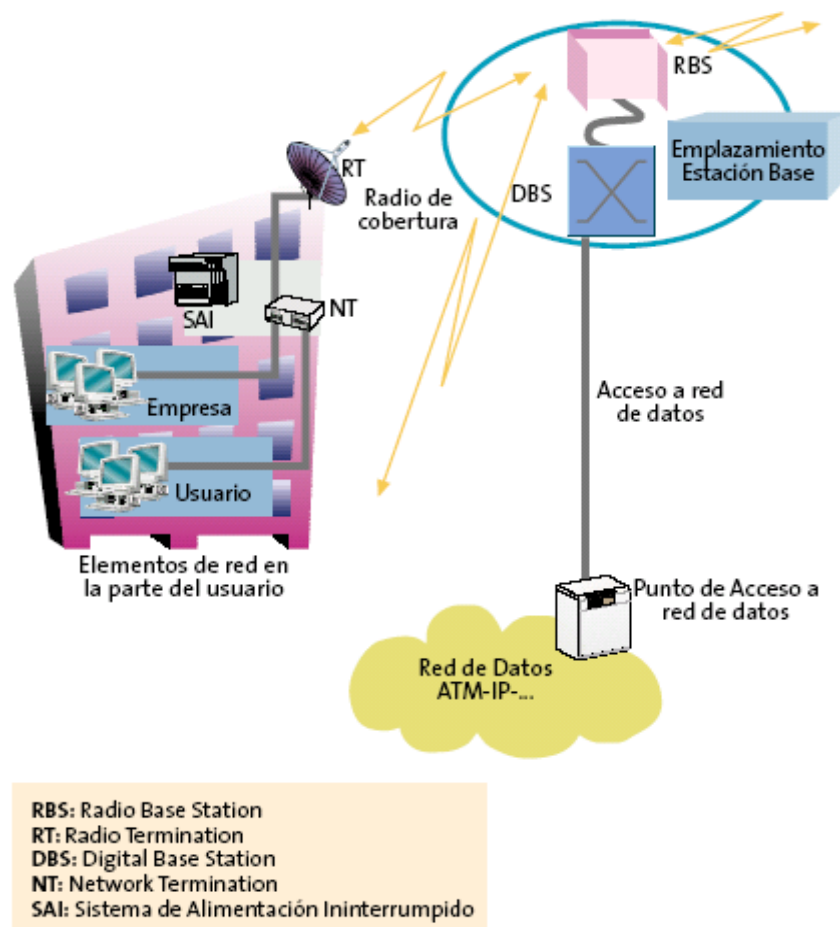 RBS
Emplazamiento
Estación Base
DBS
RT
Radio de
cobertura
SAI
NT
Empresa
Usuario
Elementos de red en
la parte del usuario
Acceso a red
de datos
Punto de Acceso a
red de datos
Red de Datos
ATM-IP-...
RBS: Radio Base Station
RT: Radio Termination
DBS: Digital Base Station
NT: Network Termination
SAI: Sistema de Alimentación Ininterrumpido